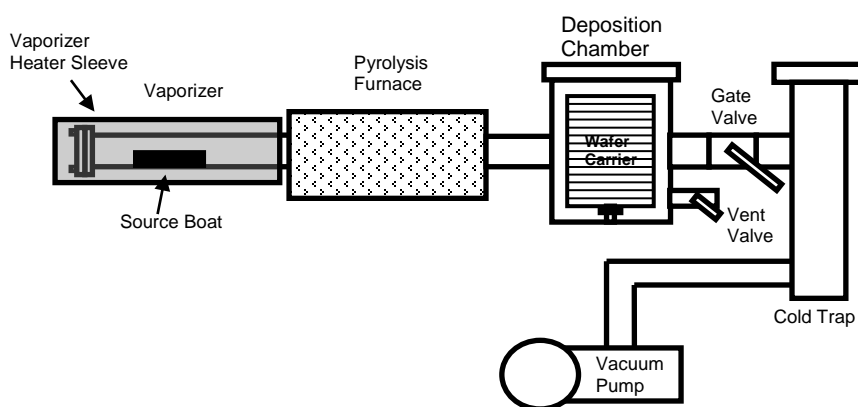 Deposition
Chamber
Vaporizer
Heater Sleeve
Vaporizer
Pyrolysis
Furnace
Gate
Valve
Wafer
Carrier
Source Boat
Vent
Valve
Cold Trap
Vacuum
Pump